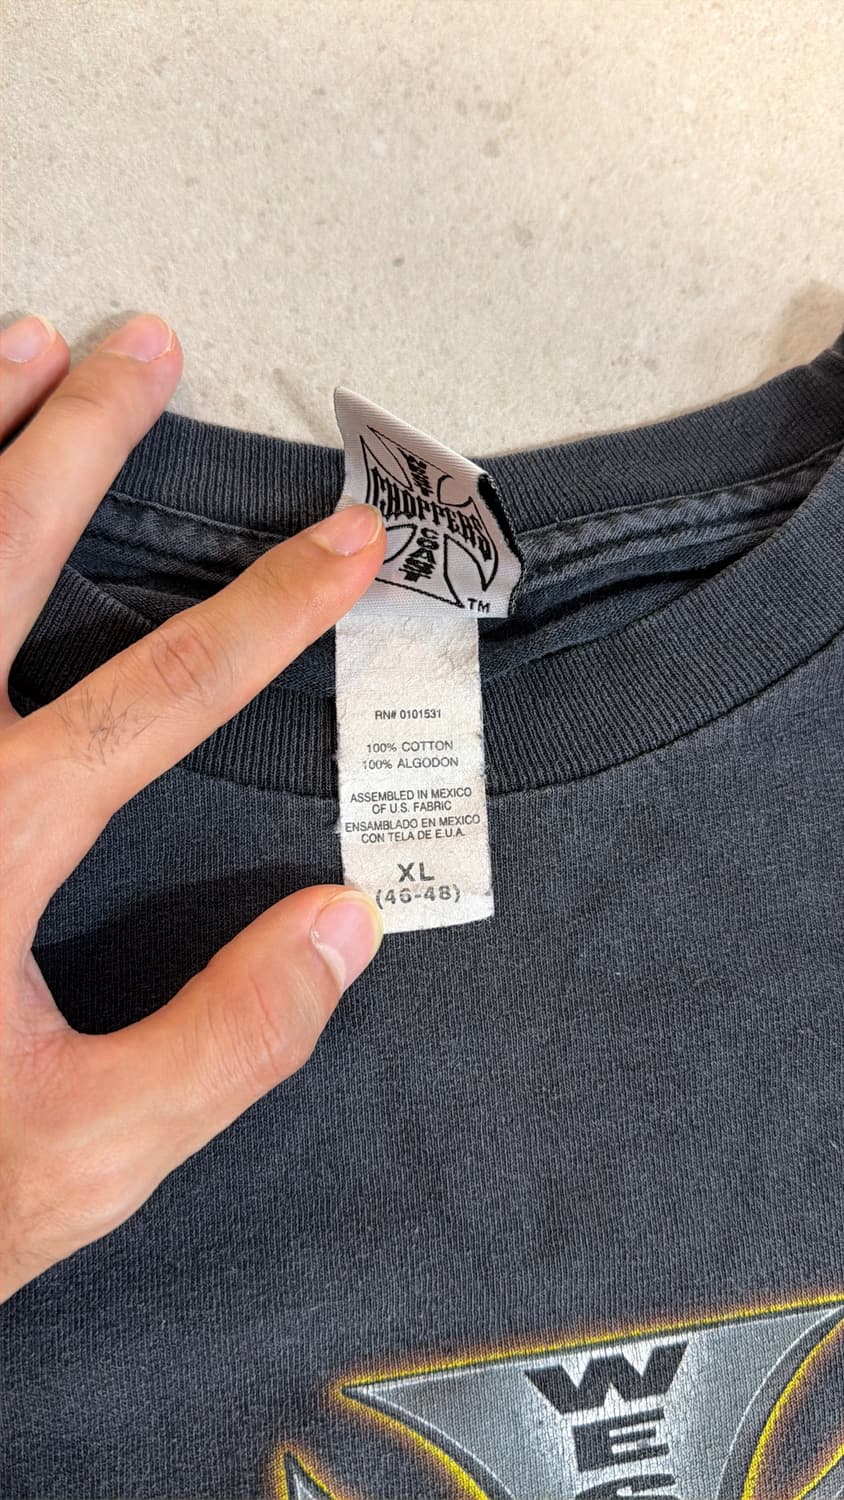 WEST
CHOPPERS
COAST
TM
RN# 0101531
100% COTTON
100% ALGODON
ASSEMBLED IN MEXICO
OF U.S. FABRIC
ENSAMBLADO EN MEXICO
CON TELA DE E.U.A.
XL
(46-48)
WES